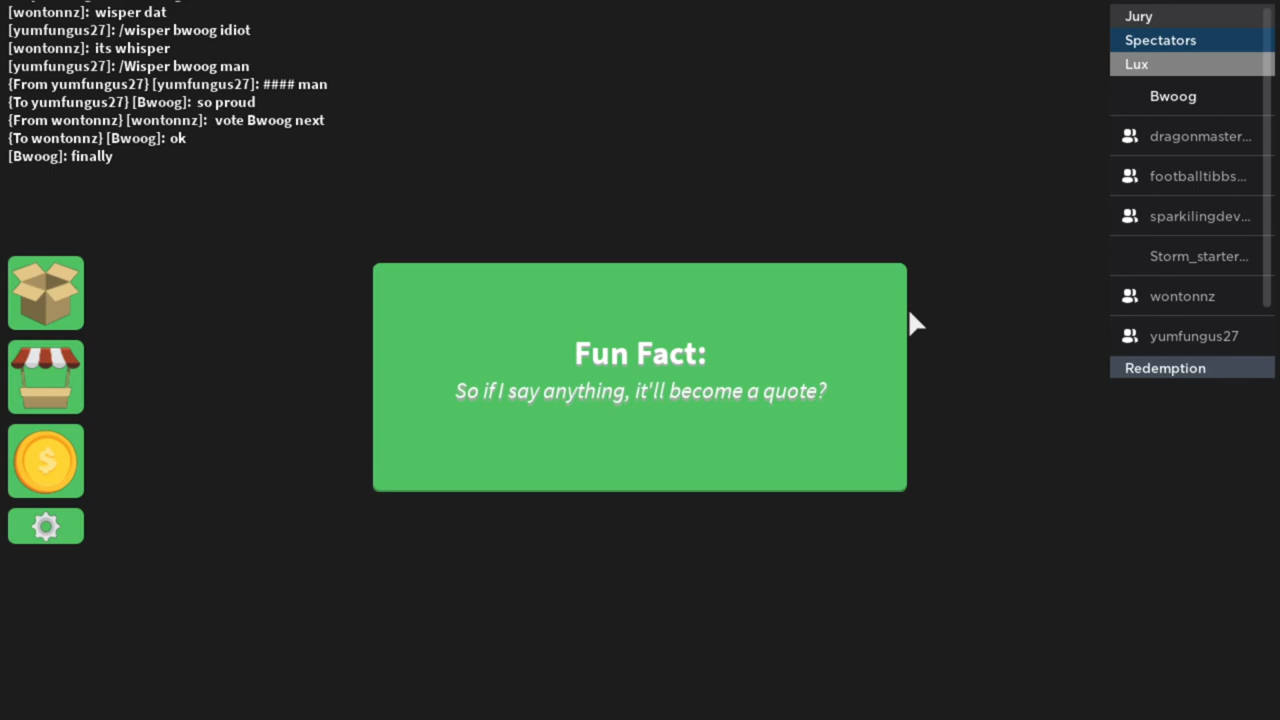 [wontonnz]: wisper dat
[yumfungus27]: /wisper bwoog idiot
[wontonnz]: its whisper
[yumfungus27]: /Wisper bwoog man
{From yumfungus27} [yumfungus27]: #### man
{To yumfungus27} [Bwoog]: so proud
{From wontonnz} [wontonnz]: vote Bwoog next
{To wontonnz} [Bwoog]: ok
[Bwoog]: finally
Fun Fact:
So if I say anything, it'll become a quote?
Jury
Spectators
Lux
Bwoog
dragonmaster...
footballtibbs...
sparkilingdev...
Storm_starter...
wontonnz
yumfungus27
Redemption